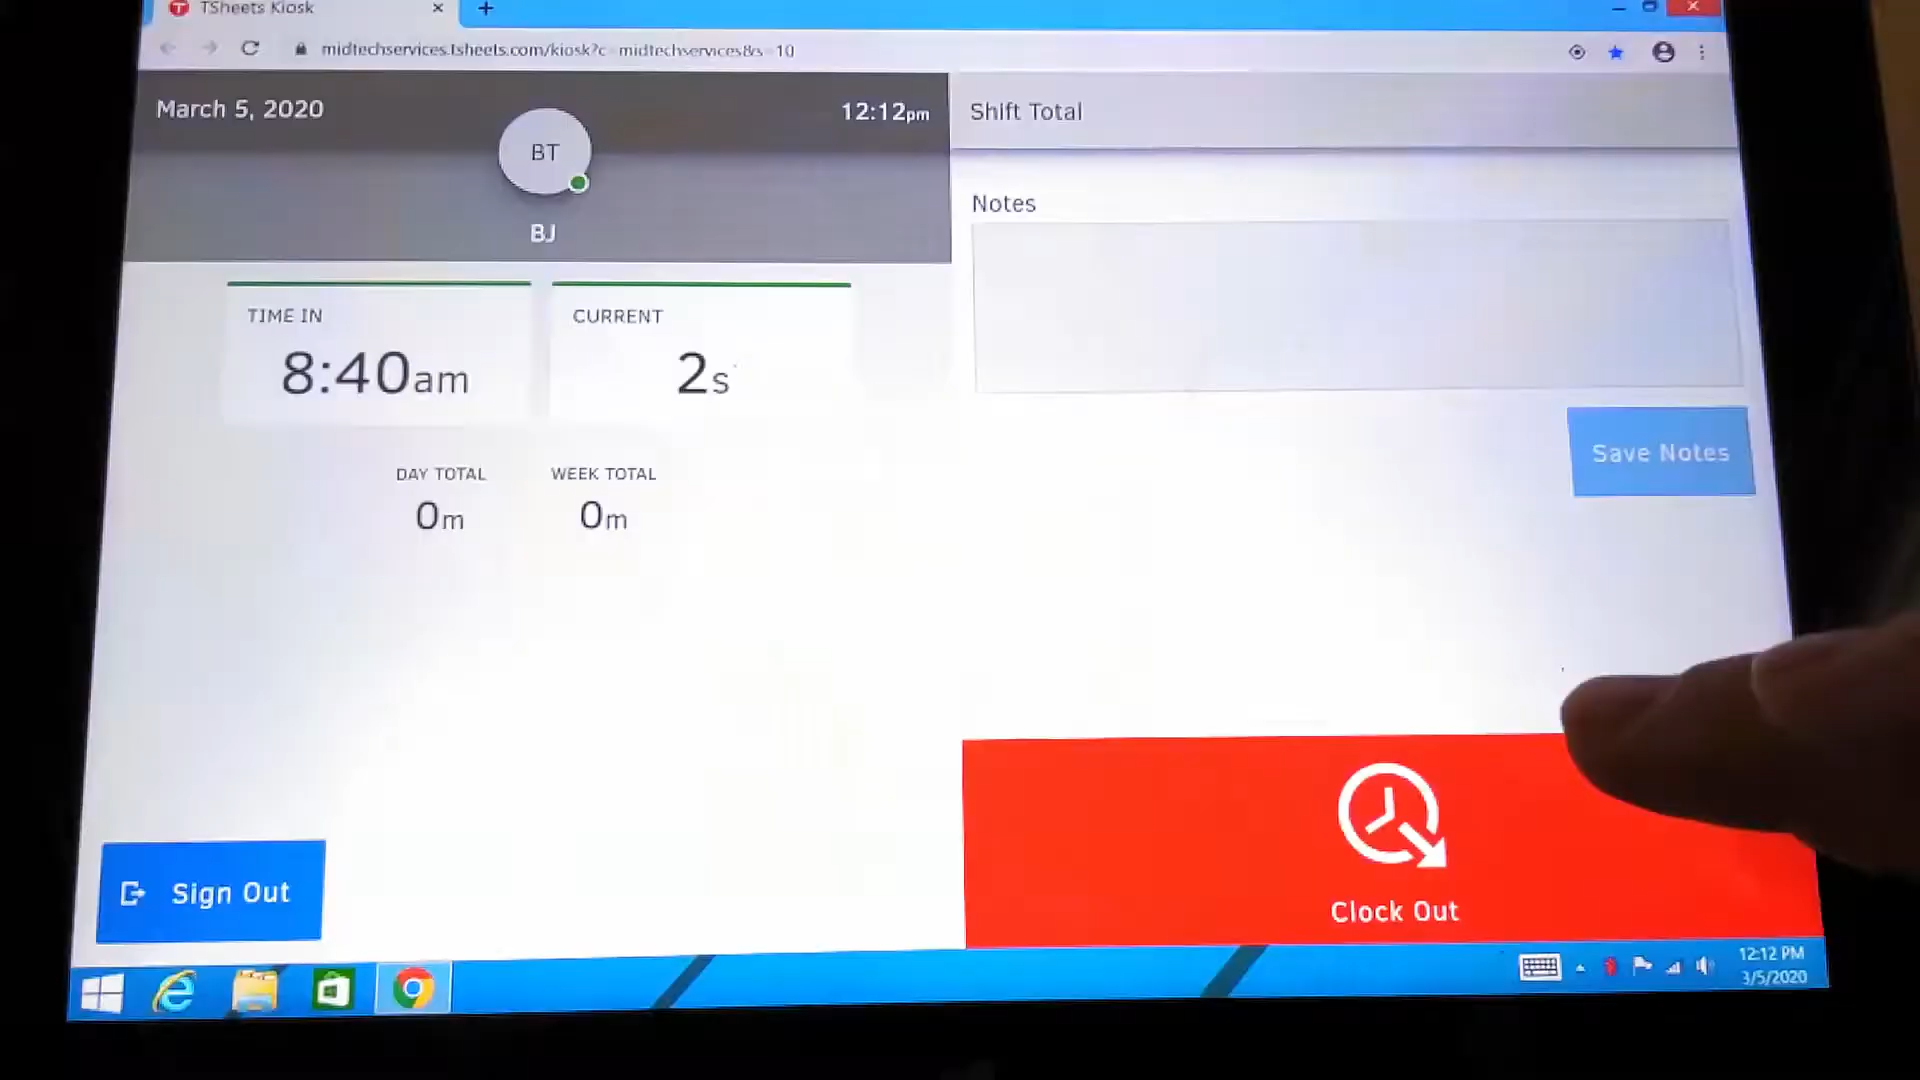 TSheets Kiosk
midtechservices.tsheets.com/kiosk?c=midtechservices&s=10
March 5, 2020
12:12pm
BT
BJ
TIME IN
8:40am
CURRENT
2s
DAY TOTAL
0m
WEEK TOTAL
0m
Sign Out
Shift Total
Notes
Save Notes
Clock Out
12:12 PM
3/5/2020